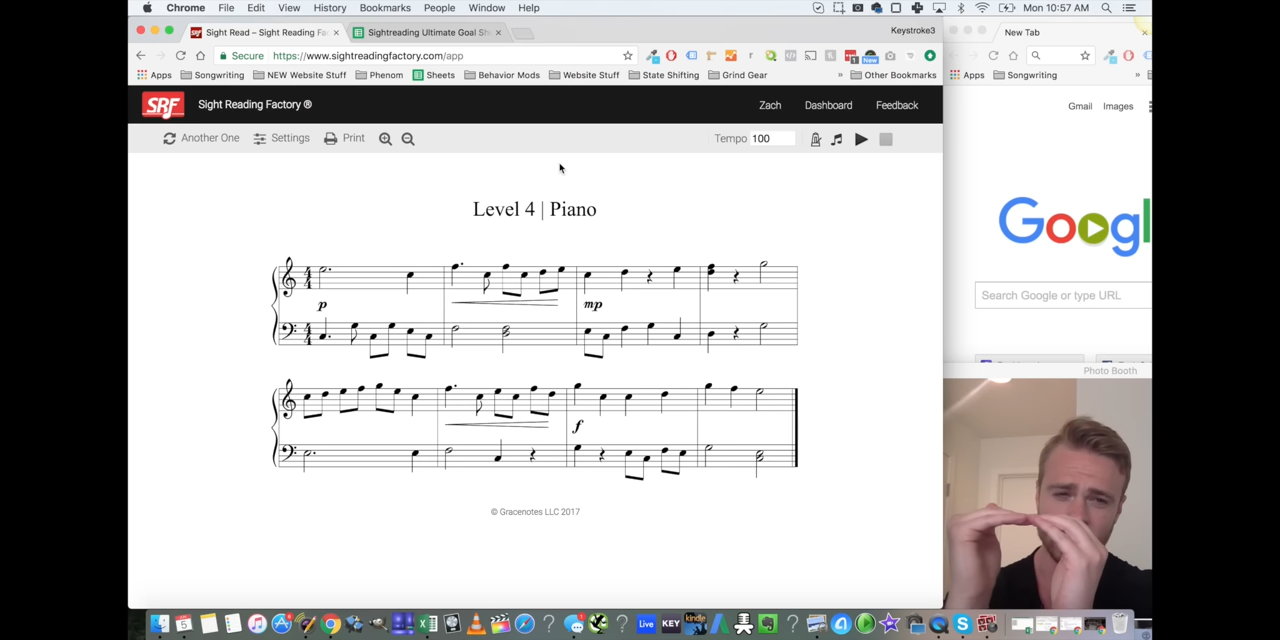 Chrome File Edit View History Bookmarks People Window Help
Mon 10:57 AM
Sight Read – Sight Reading Fa
Sightreading Ultimate Goal Sh
Keystroke3
New Tab
Secure https://www.sightreadingfactory.com/app
Apps Songwriting NEW Website Stuff Phenom Sheets Behavior Mods Website Stuff State Shifting Grind Gear » Other Bookmarks
Apps Songwriting »
SRF Sight Reading Factory ® Zach Dashboard Feedback
Gmail Images
Another One Settings Print Tempo 100
Level 4 | Piano
Googl
p
mp
Search Google or type URL
Photo Booth
f
© Gracenotes LLC 2017
Live KEY kindle